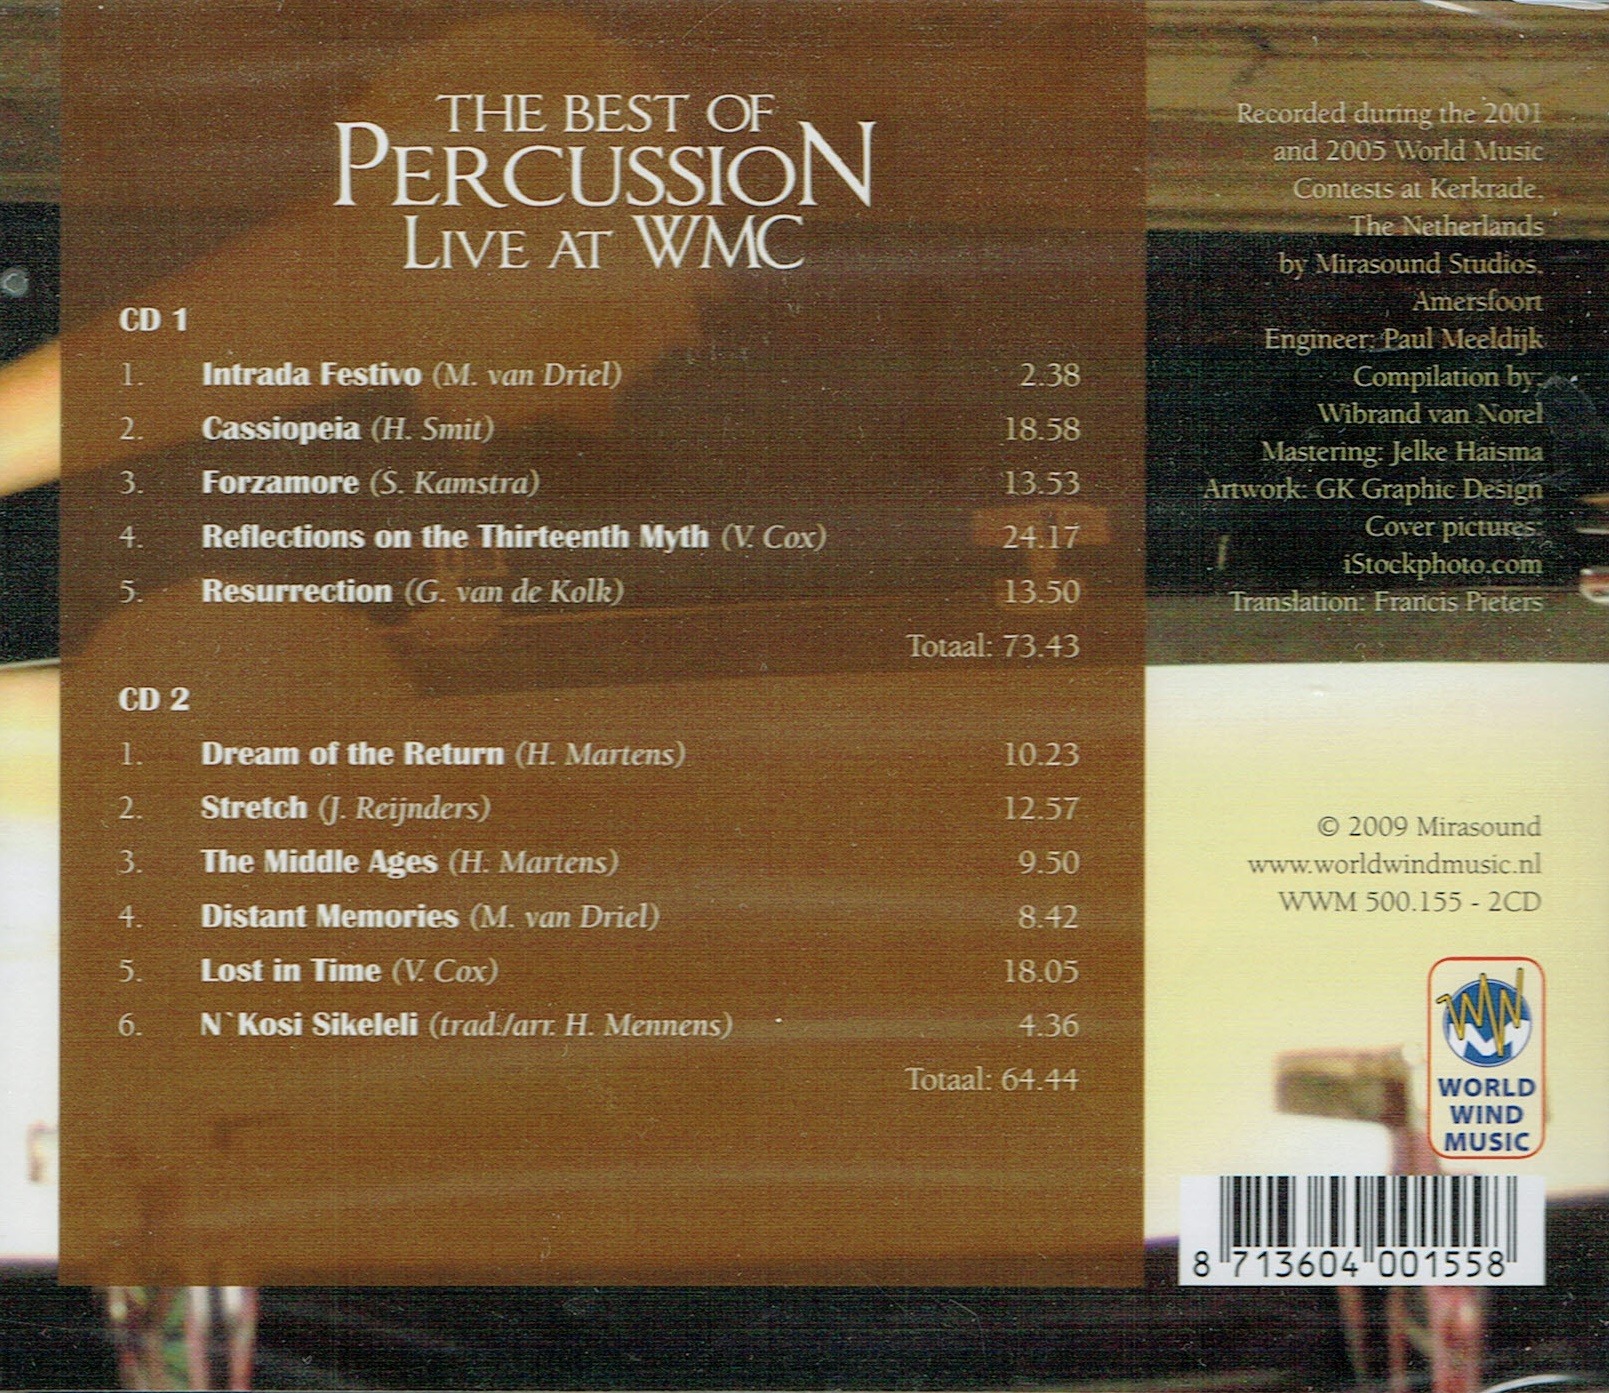 THE BEST OF
PERCUSSION
LIVE AT WMC
CD 1
1. Intrada Festivo (M. van Driel) 2.38
2. Cassiopeia (H. Smit) 18.58
3. Forzamore (S. Kamstra) 13.53
4. Reflections on the Thirteenth Myth (V. Cox) 24.17
5. Resurrection (G. van de Kolk) 13.50
Totaal: 73.43
CD 2
1. Dream of the Return (H. Martens) 10.23
2. Stretch (J. Reijnders) 12.57
3. The Middle Ages (H. Martens) 9.50
4. Distant Memories (M. van Driel) 8.42
5. Lost in Time (V. Cox) 18.05
6. N`Kosi Sikeleli (trad./arr. H. Mennens) 4.36
Totaal: 64.44
Recorded during the 2001
and 2005 World Music
Contests at Kerkrade,
The Netherlands
by Mirasound Studios,
Amersfoort
Engineer: Paul Meeldijk
Compilation by:
Wibrand van Norel
Mastering: Jelke Haisma
Artwork: GK Graphic Design
Cover pictures:
iStockphoto.com
Translation: Francis Pieters
© 2009 Mirasound
www.worldwindmusic.nl
WWM 500.155 - 2CD
WORLD
WIND
MUSIC
8 713604 001558